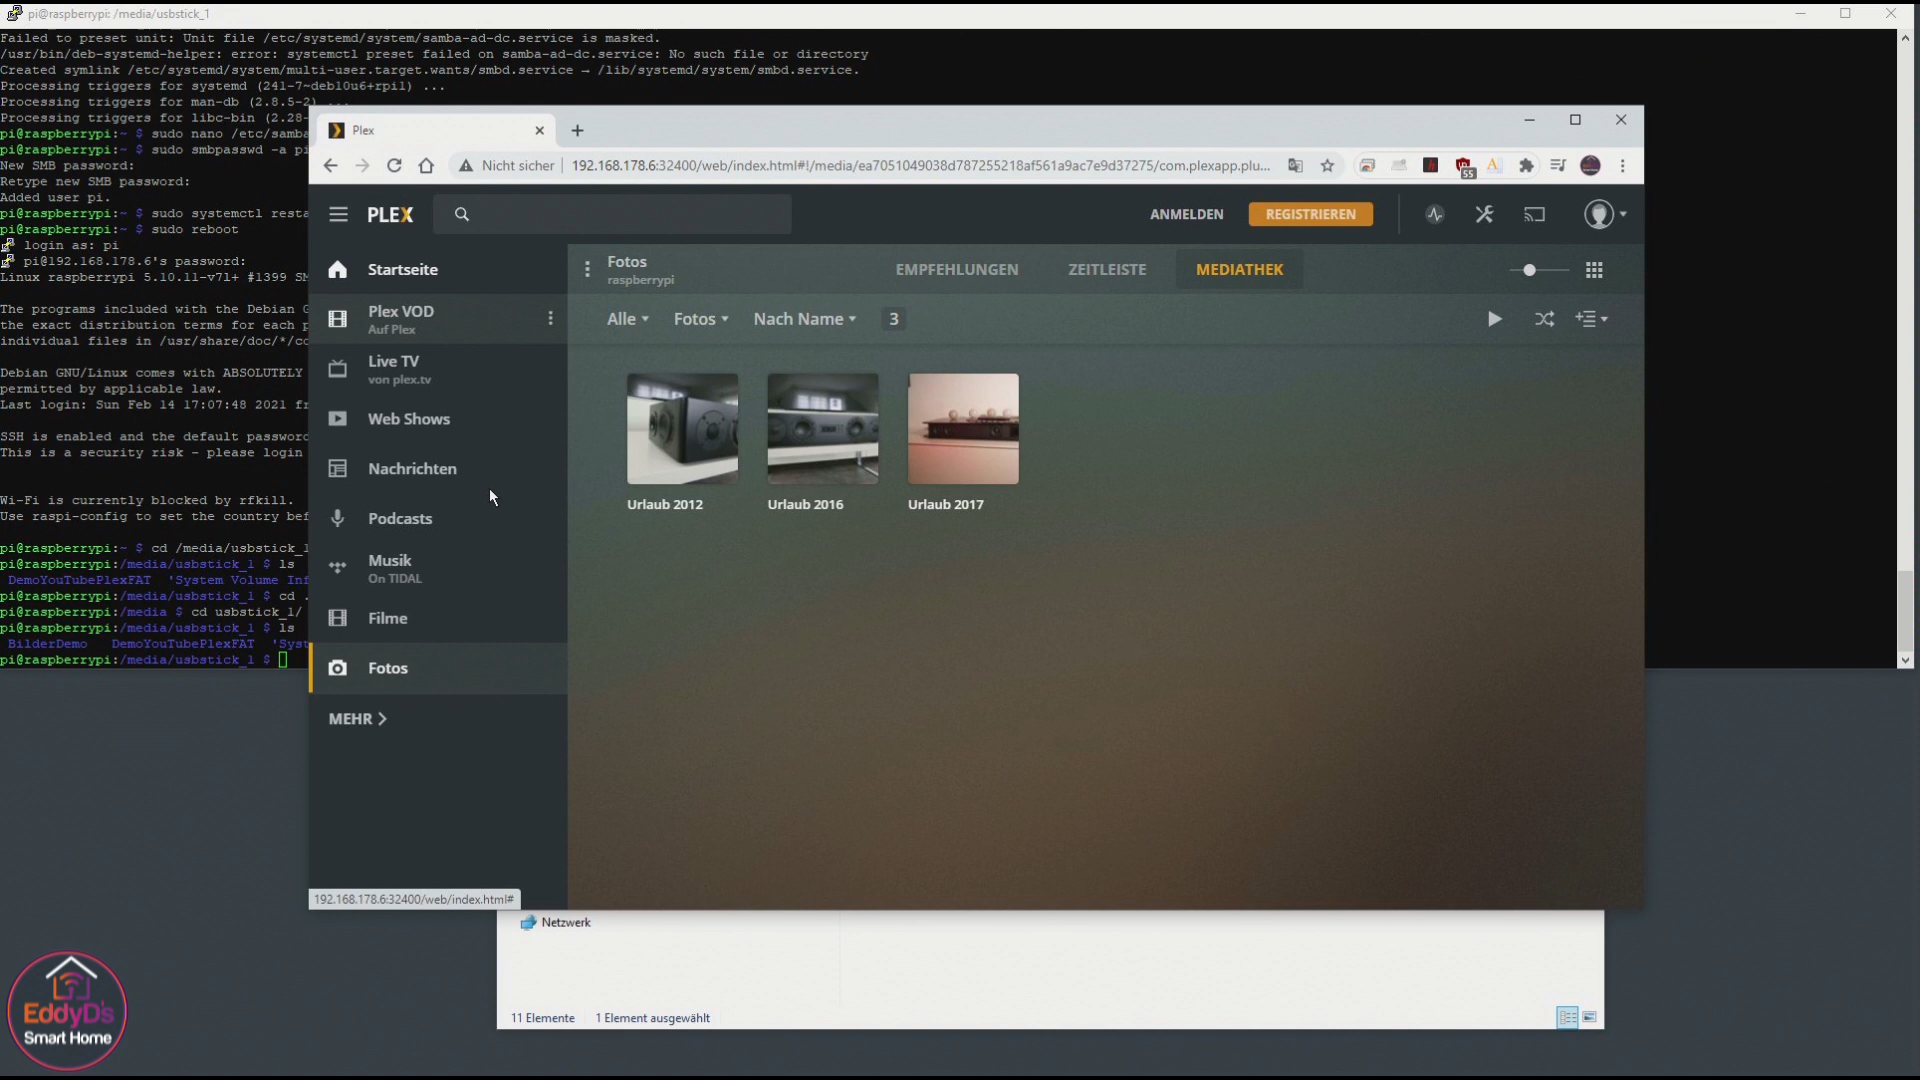 pi@raspberrypi: /media/usbstick_1
Failed to preset unit: Unit file /etc/systemd/system/samba-ad-dc.service is masked.
/usr/bin/deb-systemd-helper: error: systemctl preset failed on samba-ad-dc.service: No such file or directory
Created symlink /etc/systemd/system/multi-user.target.wants/smbd.service → /lib/systemd/system/smbd.service.
Processing triggers for systemd (241-7~deb10u6+rpi1) ...
Processing triggers for man-db (2.8.5-2) ...
Processing triggers for libc-bin (2.28-
pi@raspberrypi:~ $ sudo nano /etc/samba
pi@raspberrypi:~ $ sudo smbpasswd -a pi
New SMB password:
Retype new SMB password:
Added user pi.
pi@raspberrypi:~ $ sudo systemctl resta
pi@raspberrypi:~ $ sudo reboot
login as: pi
pi@192.168.178.6's password:
Linux raspberrypi 5.10.11-v7l+ #1399 SM
The programs included with the Debian G
the exact distribution terms for each p
individual files in /usr/share/doc/*/co
Debian GNU/Linux comes with ABSOLUTELY
permitted by applicable law.
Last login: Sun Feb 14 17:07:48 2021 fr
SSH is enabled and the default password
This is a security risk - please login
Wi-Fi is currently blocked by rfkill.
Use raspi-config to set the country bef
pi@raspberrypi:~ $ cd /media/usbstick_1
pi@raspberrypi:/media/usbstick_1 $ ls
DemoYouTubePlexFAT 'System Volume Inf
pi@raspberrypi:/media/usbstick_1 $ cd .
pi@raspberrypi:/media $ cd usbstick_1/
pi@raspberrypi:/media/usbstick_1 $ ls
BilderDemo DemoYouTubePlexFAT 'Syst
pi@raspberrypi:/media/usbstick_1 $
Plex
Nicht sicher
192.168.178.6:32400/web/index.html#!/media/ea7051049038d787255218af561a9ac7e9d37275/com.plexapp.plu...
55
PLEX
ANMELDEN
REGISTRIEREN
Startseite
Plex VOD
Auf Plex
Live TV
von plex.tv
Web Shows
Nachrichten
Podcasts
Musik
On TIDAL
Filme
Fotos
MEHR
Fotos
raspberrypi
EMPFEHLUNGEN
ZEITLEISTE
MEDIATHEK
Alle
Fotos
Nach Name
3
Urlaub 2012
Urlaub 2016
Urlaub 2017
192.168.178.6:32400/web/index.html#
Netzwerk
11 Elemente
1 Element ausgewählt
EddyD's
Smart Home